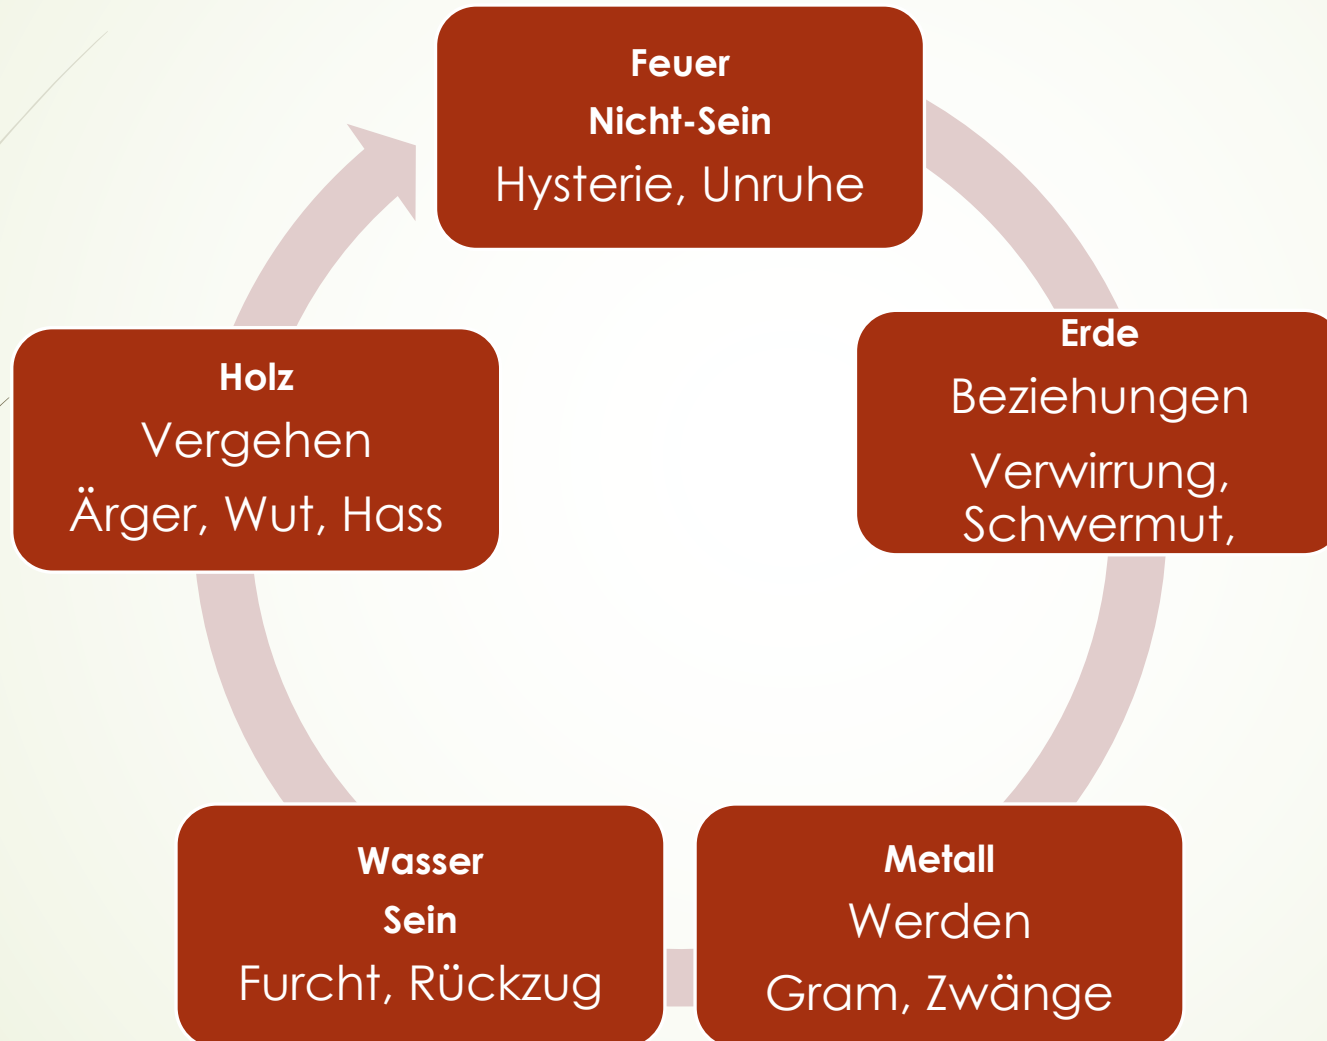 Feuer
Nicht-Sein
Hysterie, Unruhe
Erde
Beziehungen
Verwirrung,
Schwermut,
Metall
Werden
Gram, Zwänge
Wasser
Sein
Furcht, Rückzug
Holz
Vergehen
Ärger, Wut, Hass